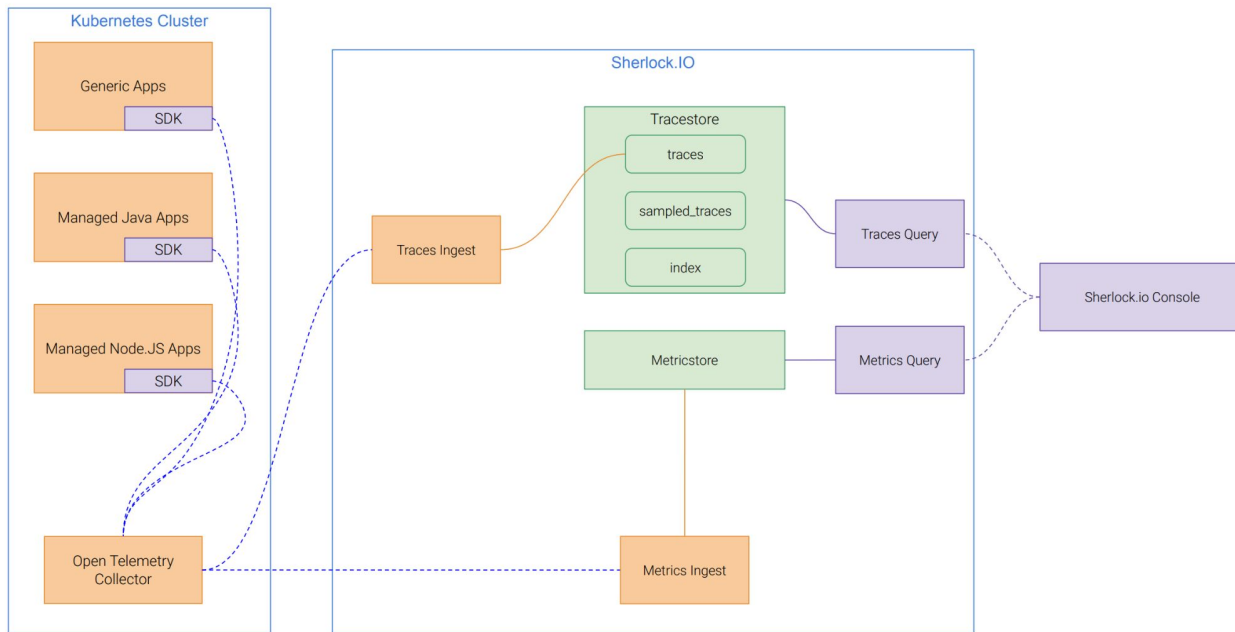 Kubernetes Cluster
Generic Apps
SDK
Managed Java Apps
SDK
Managed Node.JS Apps
SDK
Open Telemetry
Collector
Sherlock.IO
Traces Ingest
Tracestore
traces
sampled_traces
index
Metricstore
Metrics Ingest
Traces Query
Metrics Query
Sherlock.io Console